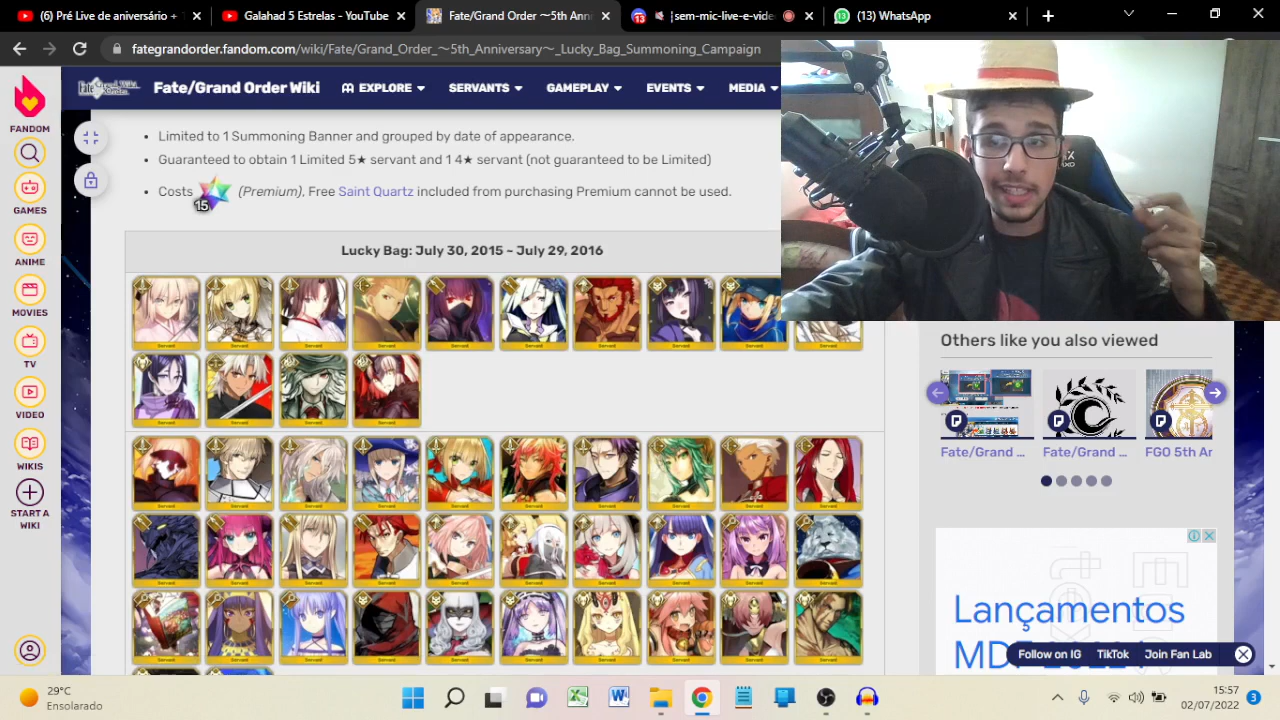 (6) Pré Live de aniversário + T
Galahad 5 Estrelas - YouTube
Fate/Grand Order 〜5th Anniv
13
sem-mic-live-e-video
(13) WhatsApp
fategrandorder.fandom.com/wiki/Fate/Grand_Order_〜5th_Anniversary〜_Lucky_Bag_Summoning_Campaign
FANDOM
GAMES
ANIME
MOVIES
TV
VIDEO
WIKIS
START A
WIKI
Fate/Grand Order Wiki
EXPLORE
SERVANTS
GAMEPLAY
EVENTS
MEDIA
• Limited to 1 Summoning Banner and grouped by date of appearance.
• Guaranteed to obtain 1 Limited 5★ servant and 1 4★ servant (not guaranteed to be Limited)
• Costs 15 (Premium). Free Saint Quartz included from purchasing Premium cannot be used.
Lucky Bag: July 30, 2015 ~ July 29, 2016
Others like you also viewed
Fate/Grand ...
Fate/Grand ...
FGO 5th An
Lançamentos
Follow on IG
TikTok
Join Fan Lab
29°C
Ensolarado
15:57
02/07/2022
3